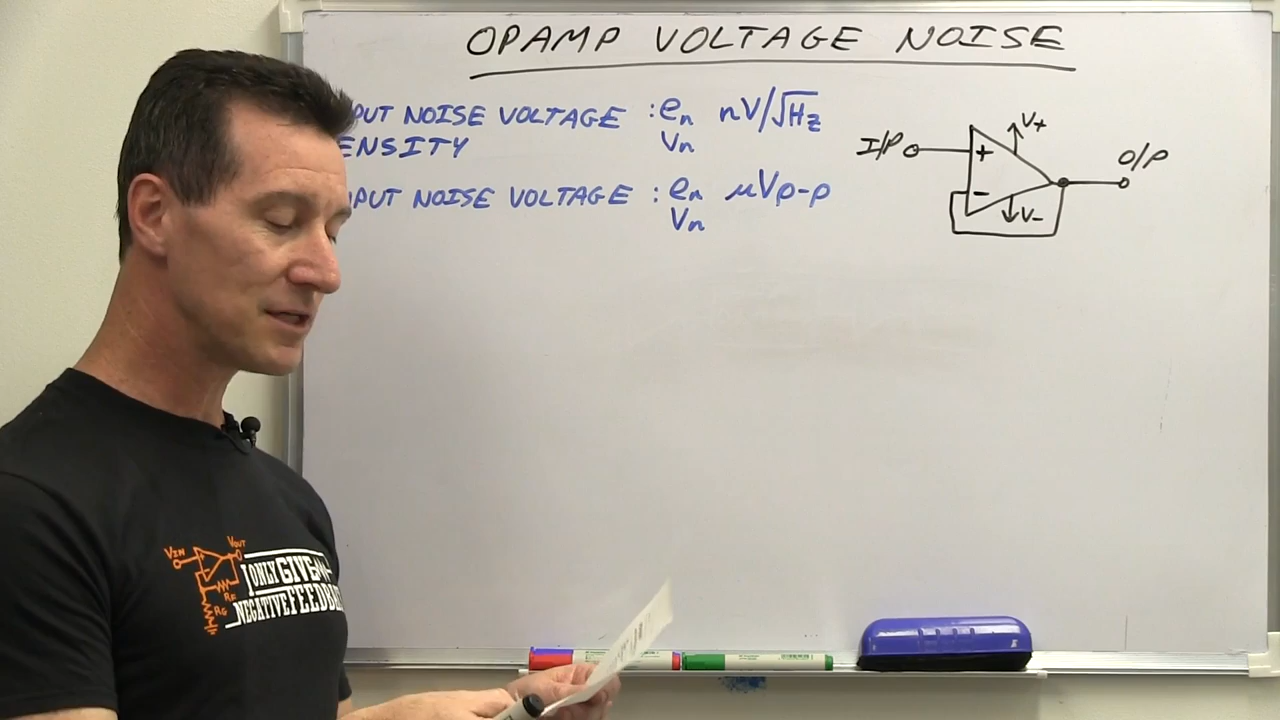 OPAMP VOLTAGE NOISE
PUT NOISE VOLTAGE : en nV/√Hz
ENSITY Vn
PUT NOISE VOLTAGE : en μVp-p
Vn
I/P + - V+ V- O/P
VIN VOUT
+ -
RF
RG
I ONLY GIVE
NEGATIVE FEEDBA